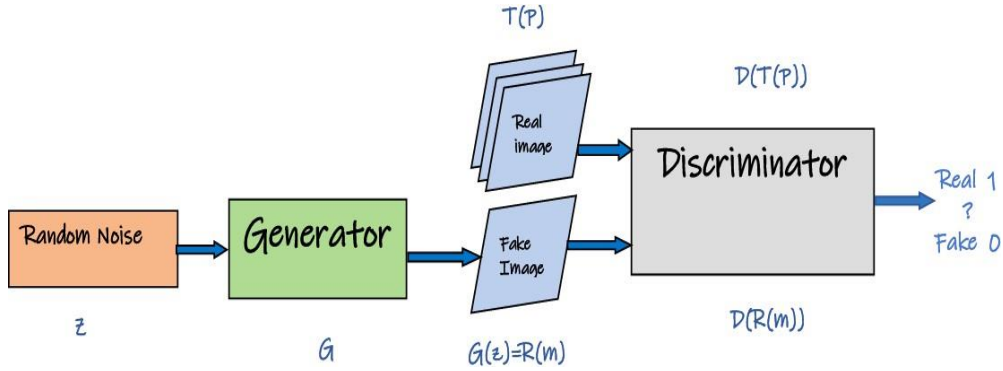 T(p)
D(T(p))
Real
image
Discriminator
Real 1
?
Fake 0
Random Noise
Generator
Fake
Image
z
G
G(z)=R(m)
D(R(m))